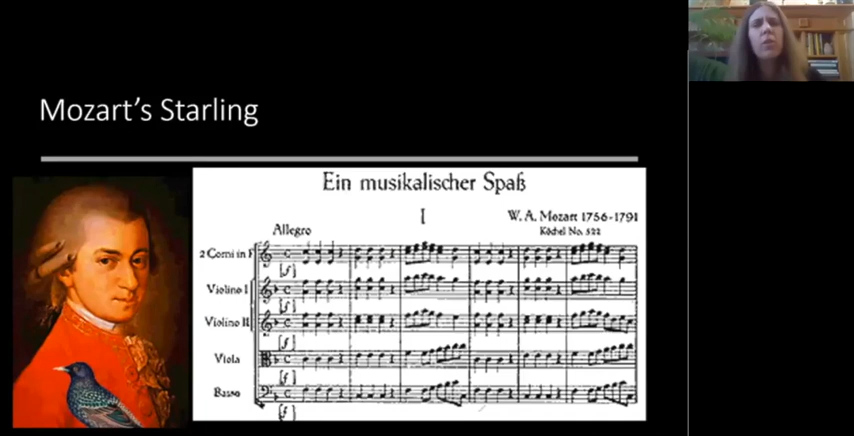 Mozart's Starling
Ein musikalischer Spaß
I
W. A. Mozart 1756-1791
Allegro
Köchel No. 522
2 Corni in F
[f]
Violino I
[f]
Violino II
[f]
Viola
[f]
Basso
[f]